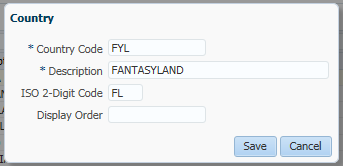 Country
* Country Code FYL
* Description FANTASYLAND
ISO 2-Digit Code FL
Display Order
Save Cancel